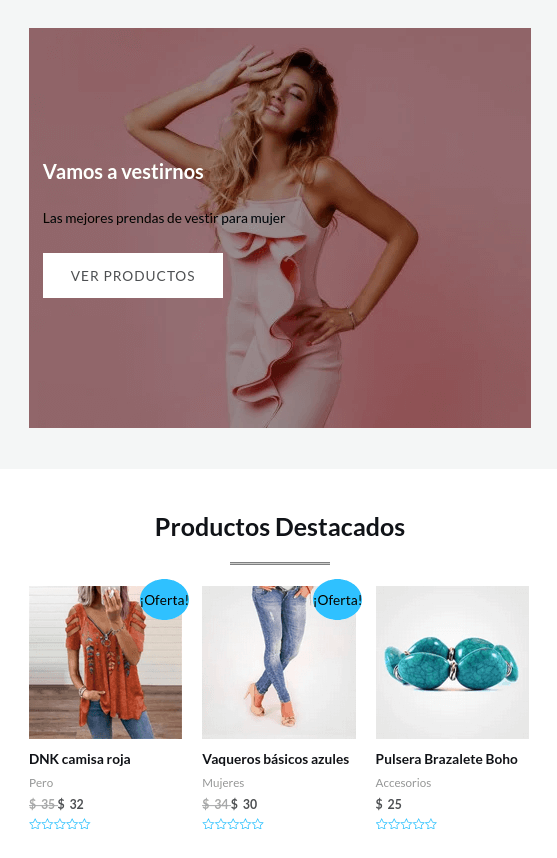 Vamos a vestirnos
Las mejores prendas de vestir para mujer
VER PRODUCTOS
Productos Destacados
¡Oferta!
¡Oferta!
DNK camisa roja
Vaqueros básicos azules
Pulsera Brazalete Boho
Pero
Mujeres
Accesorios
$ 35 $ 32
$ 34 $ 30
$ 25